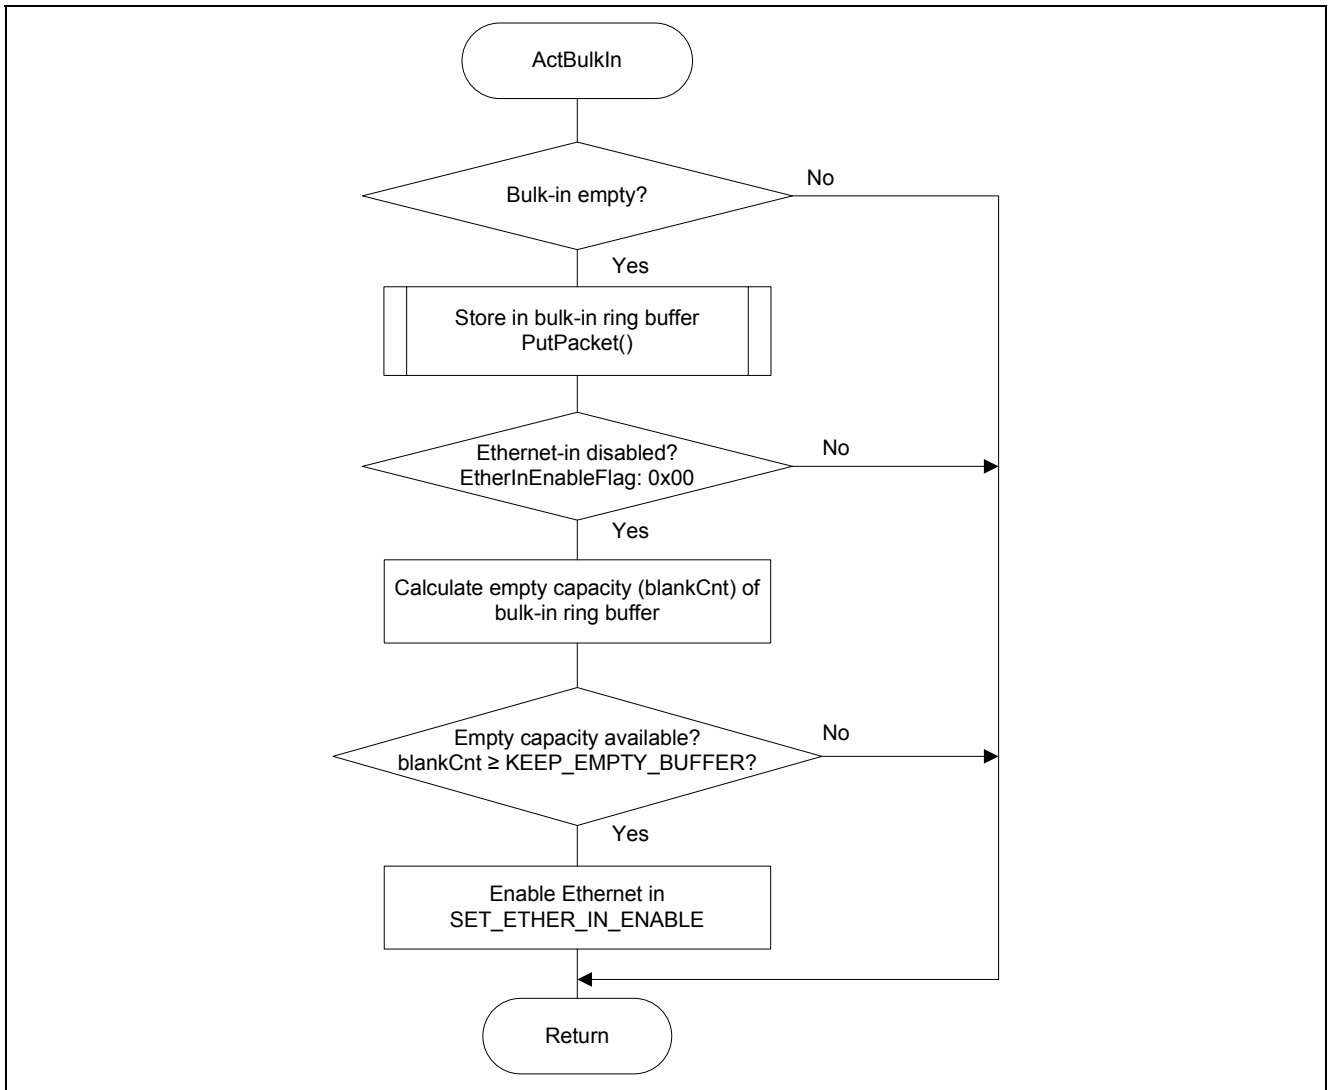 ActBulkIn
Bulk-in empty?
No
Yes
Store in bulk-in ring buffer
PutPacket()
Ethernet-in disabled?
EtherInEnableFlag: 0x00
No
Yes
Calculate empty capacity (blankCnt) of
bulk-in ring buffer
Empty capacity available?
blankCnt ≥ KEEP_EMPTY_BUFFER?
No
Yes
Enable Ethernet in
SET_ETHER_IN_ENABLE
Return